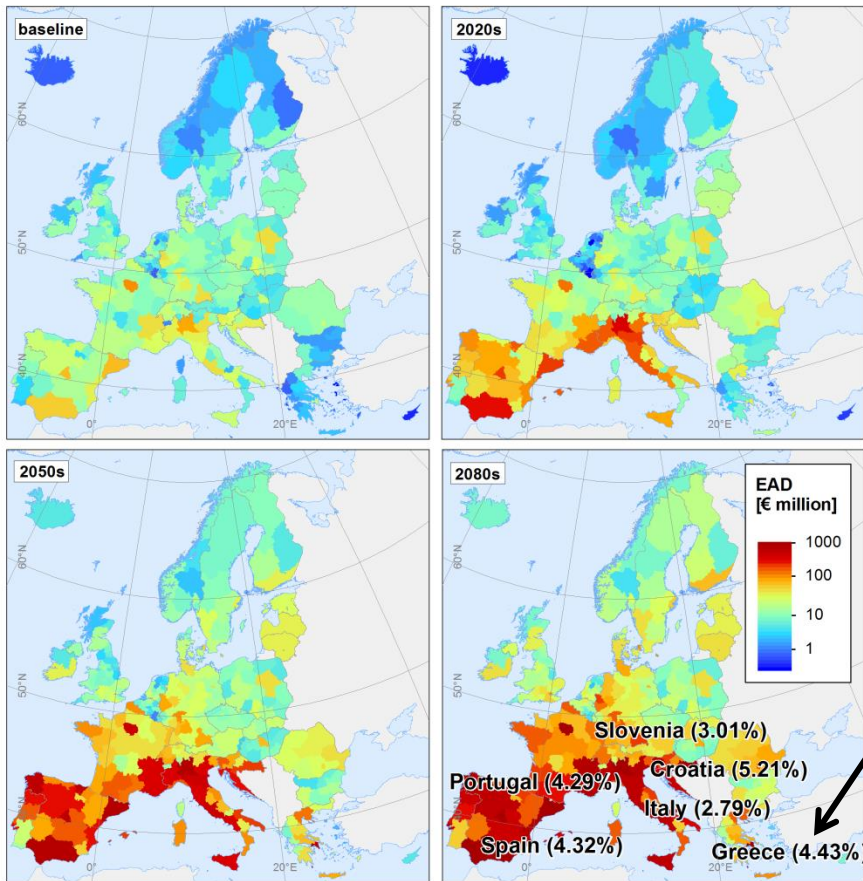 baseline
60°N
50°N
40°N
0°
20°E
2020s
60°N
50°N
40°N
0°
20°E
2050s
60°N
50°N
40°N
0°
20°E
2080s
EAD
[€ million]
1000
100
10
1
60°N
50°N
40°N
0°
20°E
Slovenia (3.01%)
Croatia (5.21%)
Portugal (4.29%)
Italy (2.79%)
Spain (4.32%)
Greece (4.43%)